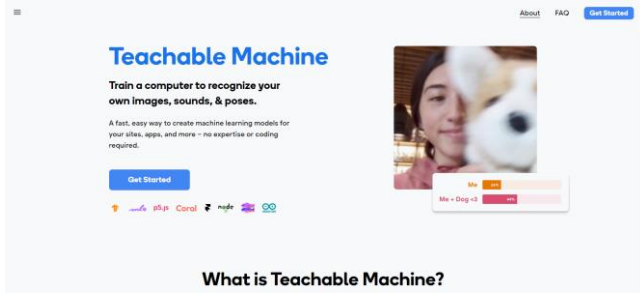 About
FAQ
Get Started
Teachable Machine
Train a computer to recognize your
own images, sounds, & poses.
A fast, easy way to create machine learning models for
your sites, apps, and more – no expertise or coding
required.
Get Started
p5.js
Coral
node
Me
Me + Dog <3
What is Teachable Machine?